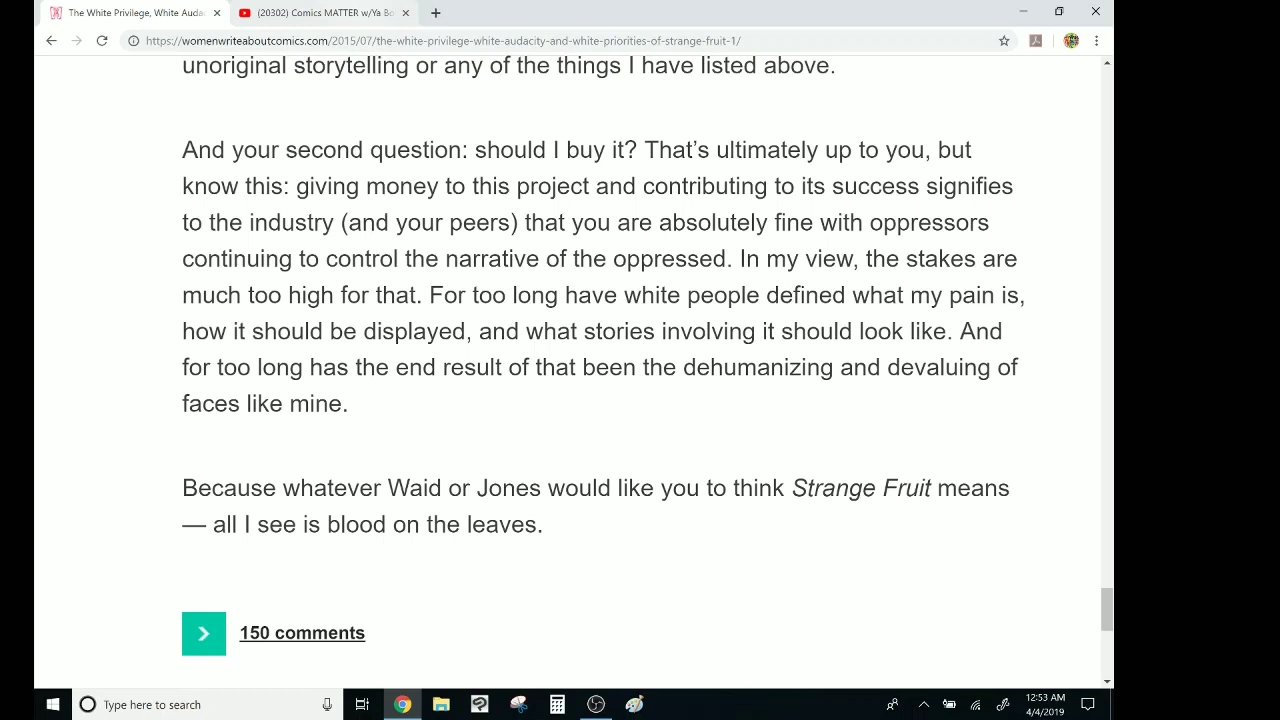 The White Privilege, White Audac
(20302) Comics MATTER w/Ya Bo
https://womenwriteaboutcomics.com/2015/07/the-white-privilege-white-audacity-and-white-priorities-of-strange-fruit-1/
unoriginal storytelling or any of the things I have listed above.
And your second question: should I buy it? That’s ultimately up to you, but
know this: giving money to this project and contributing to its success signifies
to the industry (and your peers) that you are absolutely fine with oppressors
continuing to control the narrative of the oppressed. In my view, the stakes are
much too high for that. For too long have white people defined what my pain is,
how it should be displayed, and what stories involving it should look like. And
for too long has the end result of that been the dehumanizing and devaluing of
faces like mine.
Because whatever Waid or Jones would like you to think Strange Fruit means
— all I see is blood on the leaves.
150 comments
Type here to search
12:53 AM
4/4/2019